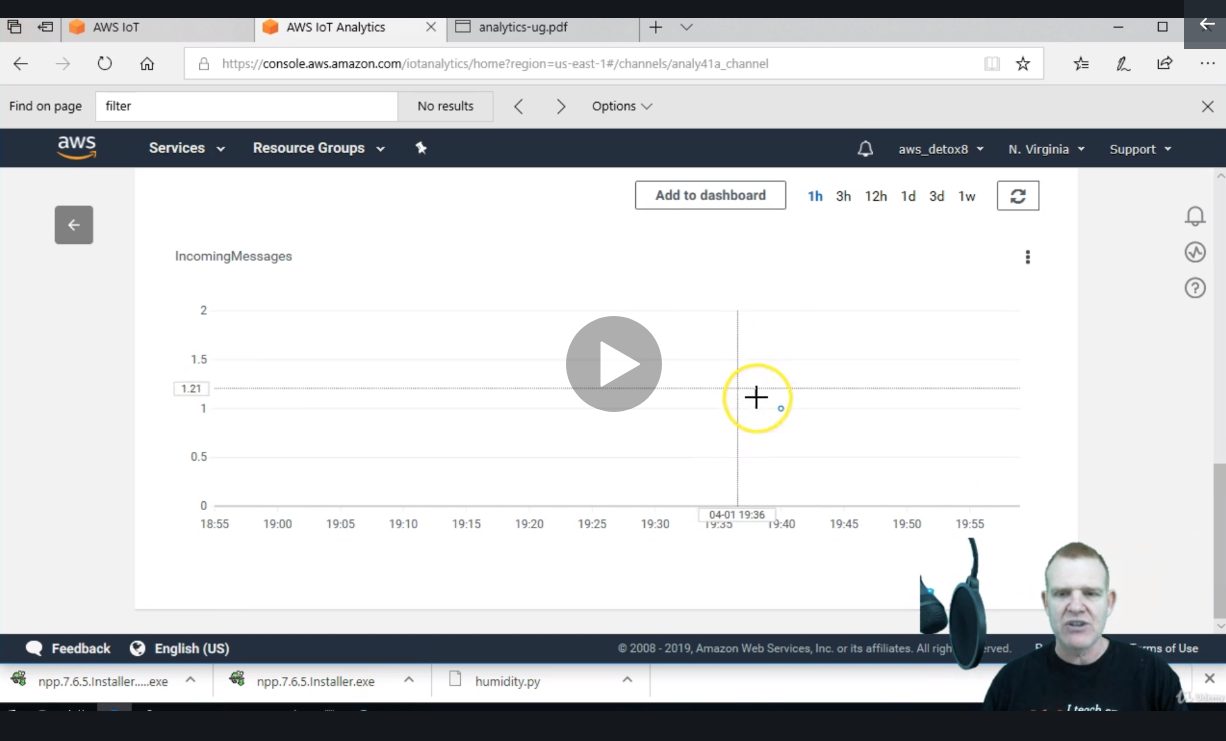 AWS IoT AWS IoT Analytics analytics-ug.pdf
https://console.aws.amazon.com/iotanalytics/home?region=us-east-1#/channels/analy41a_channel
Find on page filter No results Options
aws Services Resource Groups aws_detox8 N. Virginia Support
Add to dashboard 1h 3h 12h 1d 3d 1w
IncomingMessages
2
1.5
1.21
1
0.5
0
04-01 19:36
18:55 19:00 19:05 19:10 19:15 19:20 19:25 19:30 19:35 19:40 19:45 19:50 19:55
Feedback English (US) © 2008 - 2019, Amazon Web Services, Inc. or its affiliates. All erved. Terms of Use
npp.7.6.5.Installer.....exe npp.7.6.5.Installer.exe humidity.py
Udemy
I teach